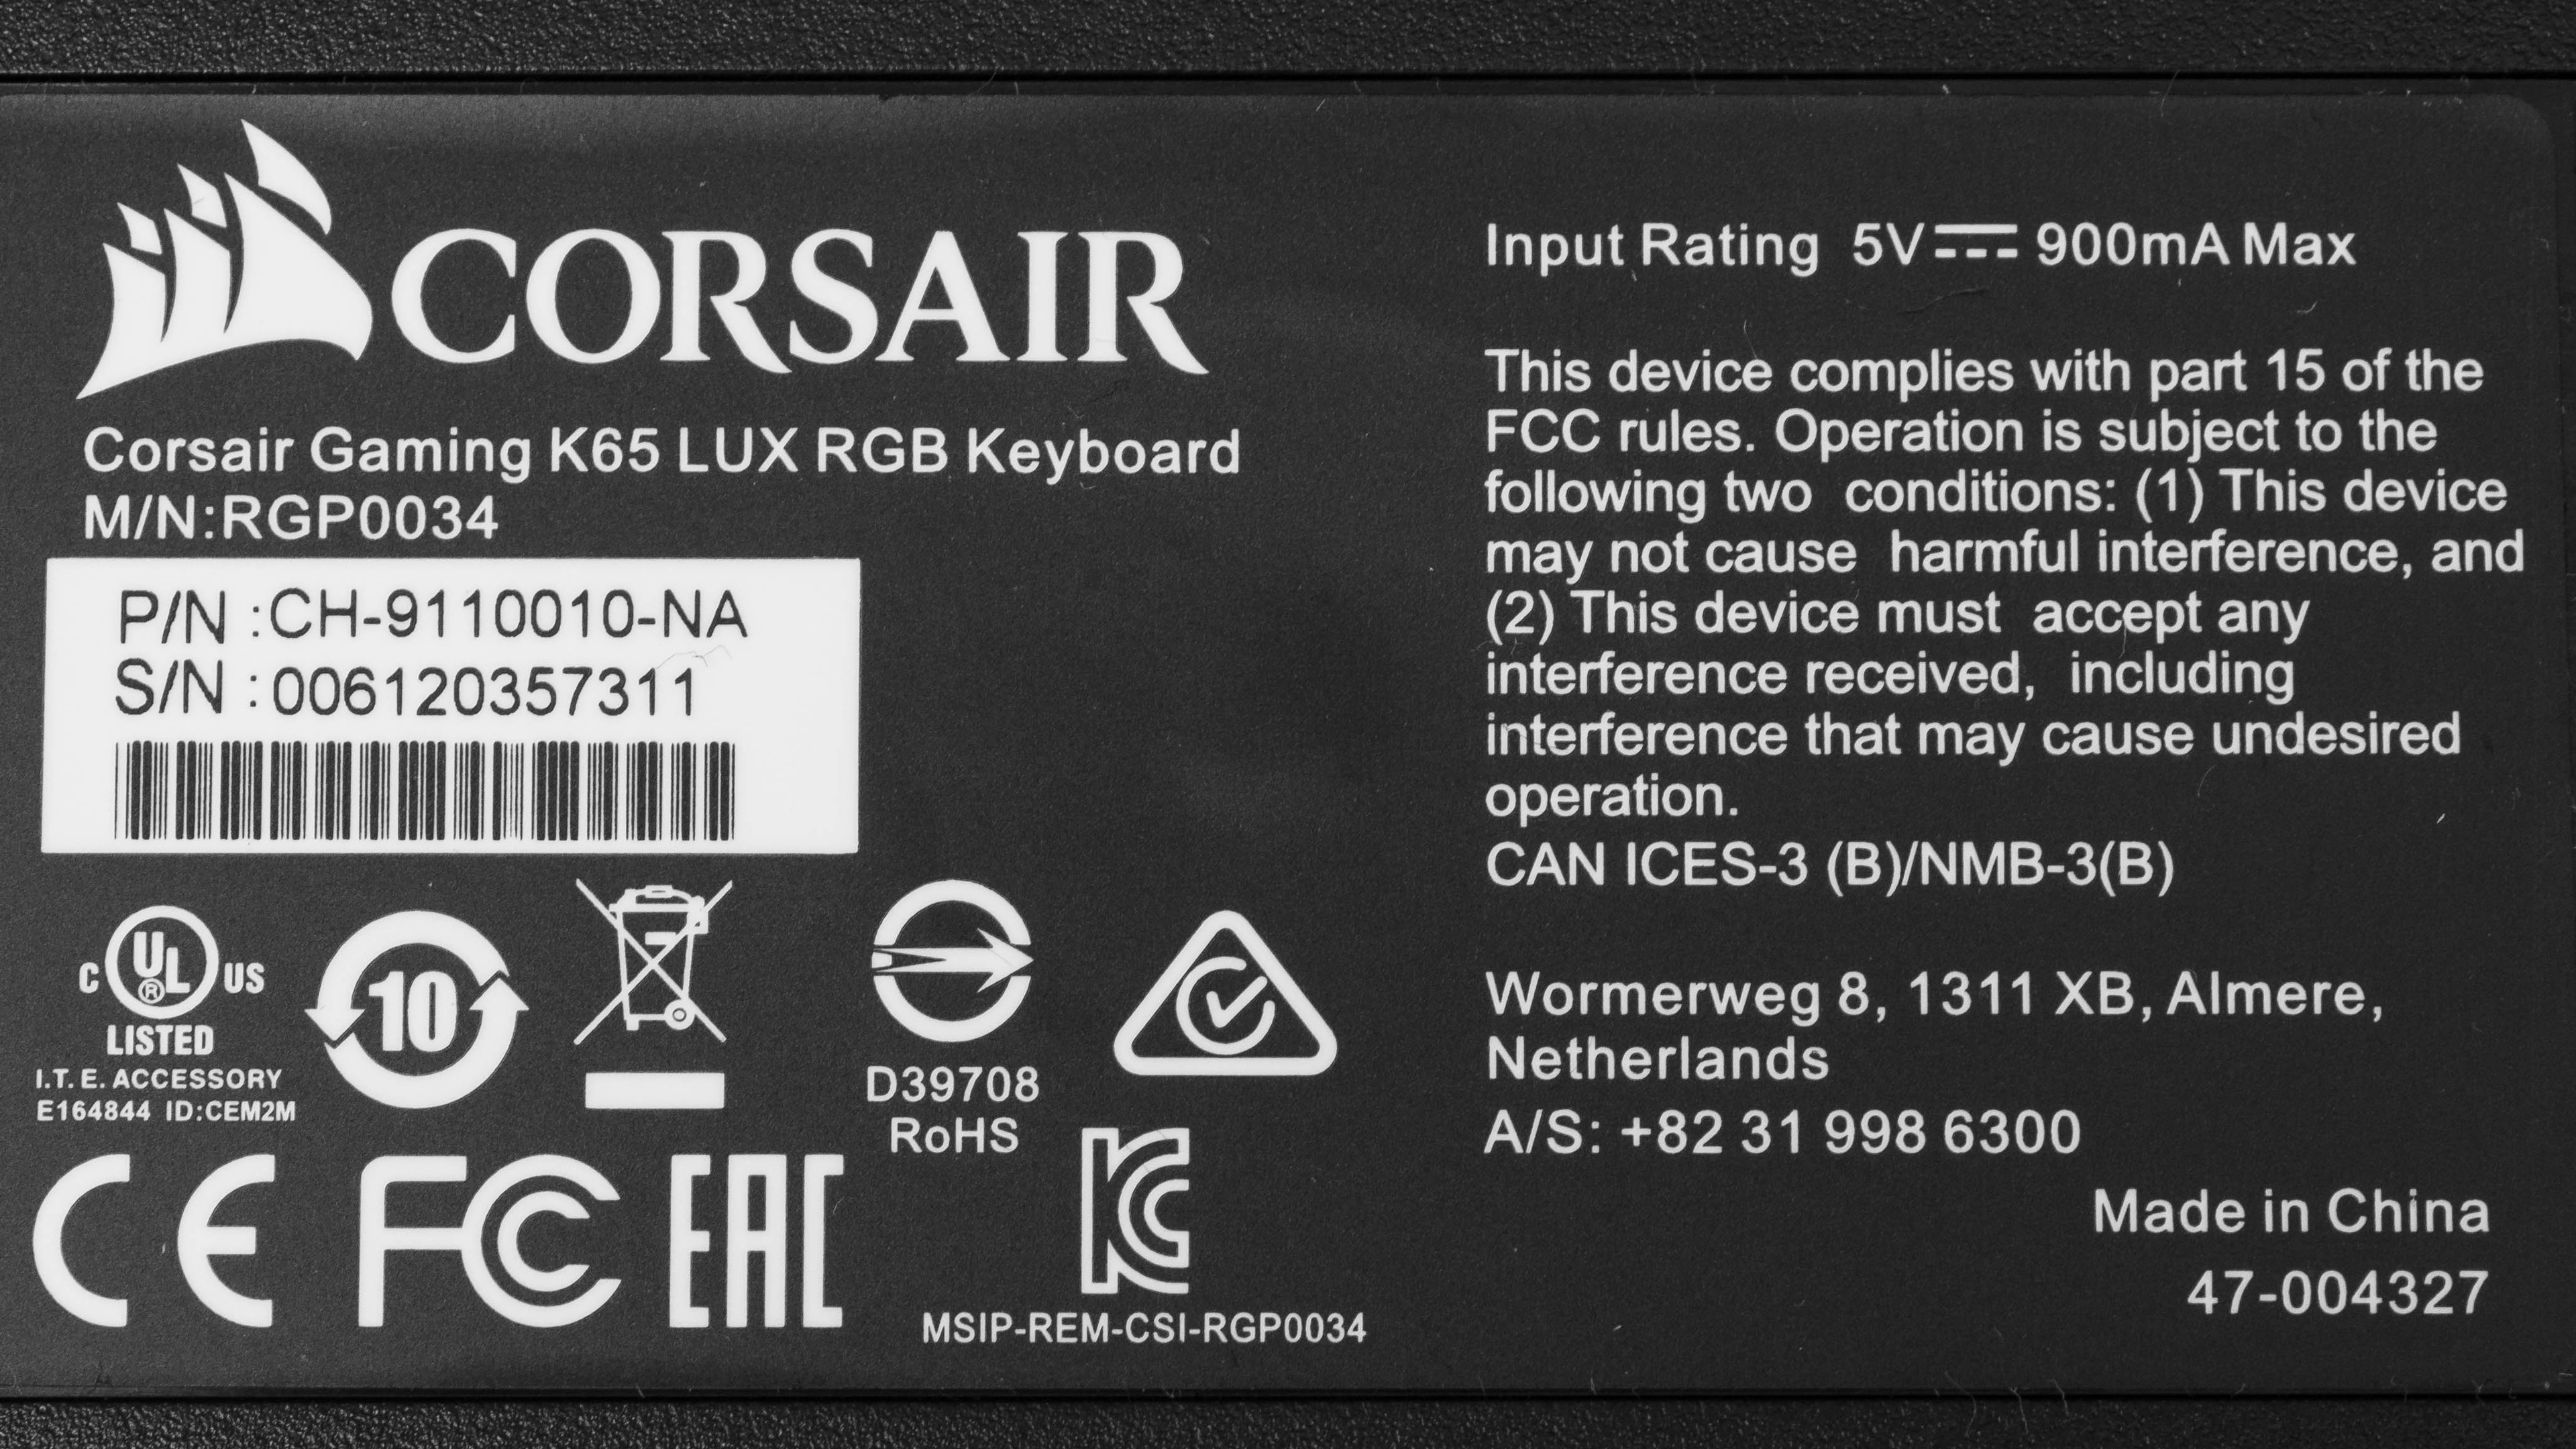 CORSAIR
Corsair Gaming K65 LUX RGB Keyboard
M/N:RGP0034
P/N :CH-9110010-NA
S/N :006120357311
C UL ® US
LISTED
I.T.E. ACCESSORY
E164844 ID:CEM2M
10
D39708
RoHS
CE FC EAC
KC
MSIP-REM-CSI-RGP0034
Input Rating 5V 900mA Max
This device complies with part 15 of the
FCC rules. Operation is subject to the
following two conditions: (1) This device
may not cause harmful interference, and
(2) This device must accept any
interference received, including
interference that may cause undesired
operation.
CAN ICES-3 (B)/NMB-3(B)
Wormerweg 8, 1311 XB, Almere,
Netherlands
A/S: +82 31 998 6300
Made in China
47-004327